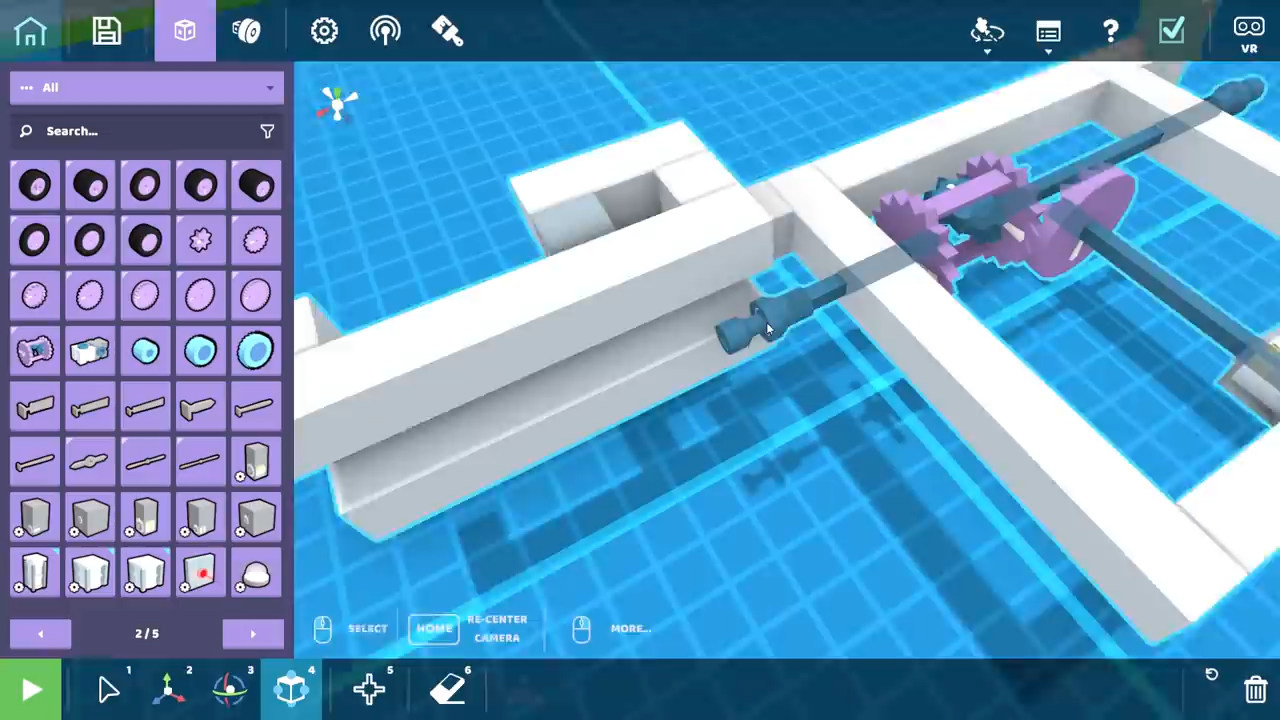 VR
All
Search...
2/5
SELECT
HOME
RE-CENTER
CAMERA
MORE...
1
2
3
4
5
6